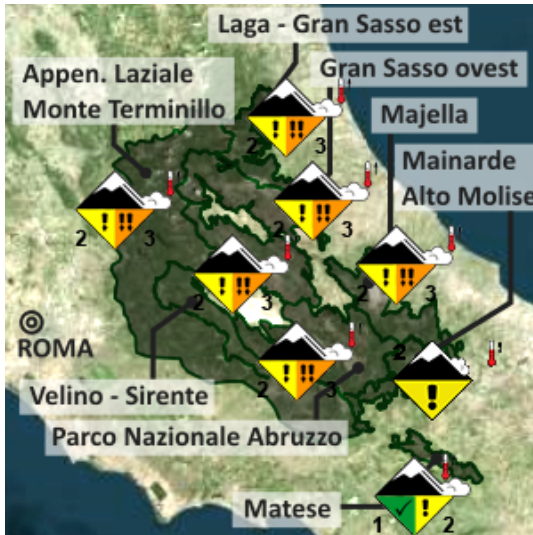 Laga - Gran Sasso est
Appen. Laziale
Monte Terminillo
Gran Sasso ovest
Majella
Mainarde
Alto Molise
! !!
2 3
! !!
2 3
! !!
2 3
! !!
2 3
! !!
2 3
ROMA
Velino - Sirente
! !!
2 3
2
!
Parco Nazionale Abruzzo
Matese
✓ !
1 2